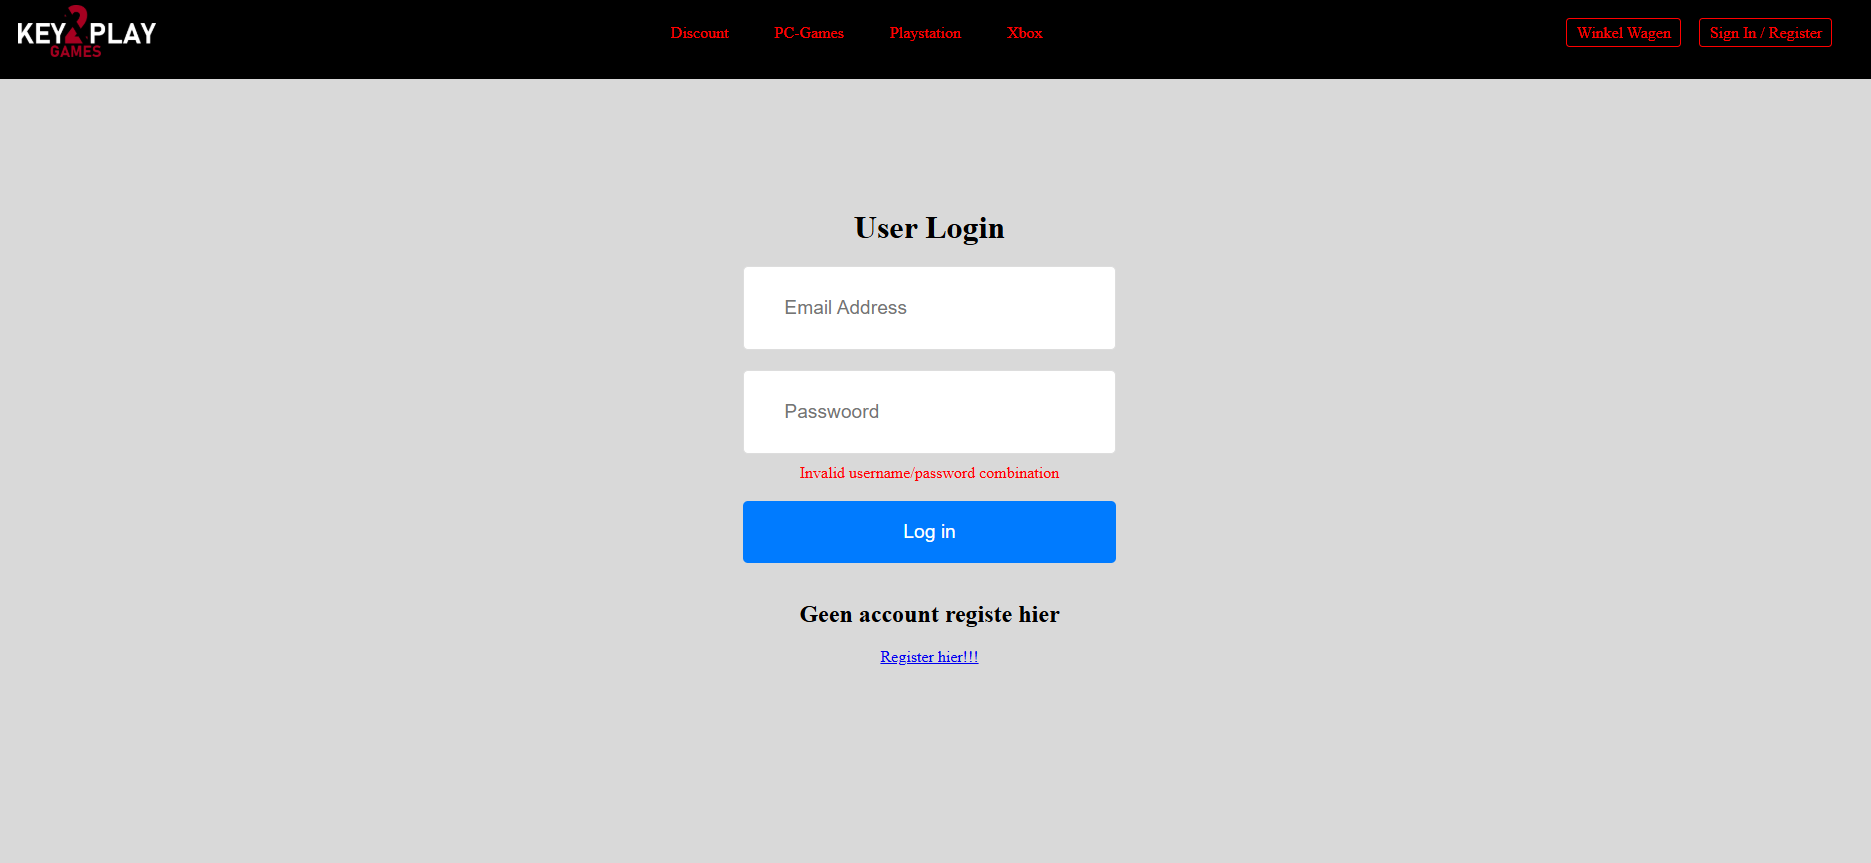 KEY2PLAY
GAMES
Discount PC-Games Playstation Xbox
Winkel Wagen Sign In / Register
User Login
Email Address
Passwoord
Invalid username/password combination
Log in
Geen account registe hier
Register hier!!!